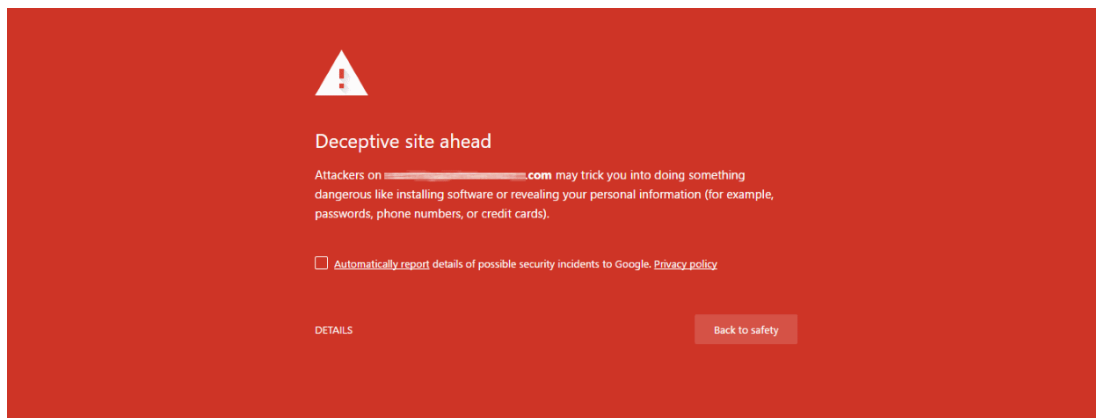 Deceptive site ahead
Attackers on .com may trick you into doing something
dangerous like installing software or revealing your personal information (for example,
passwords, phone numbers, or credit cards).
Automatically report details of possible security incidents to Google. Privacy policy
DETAILS
Back to safety